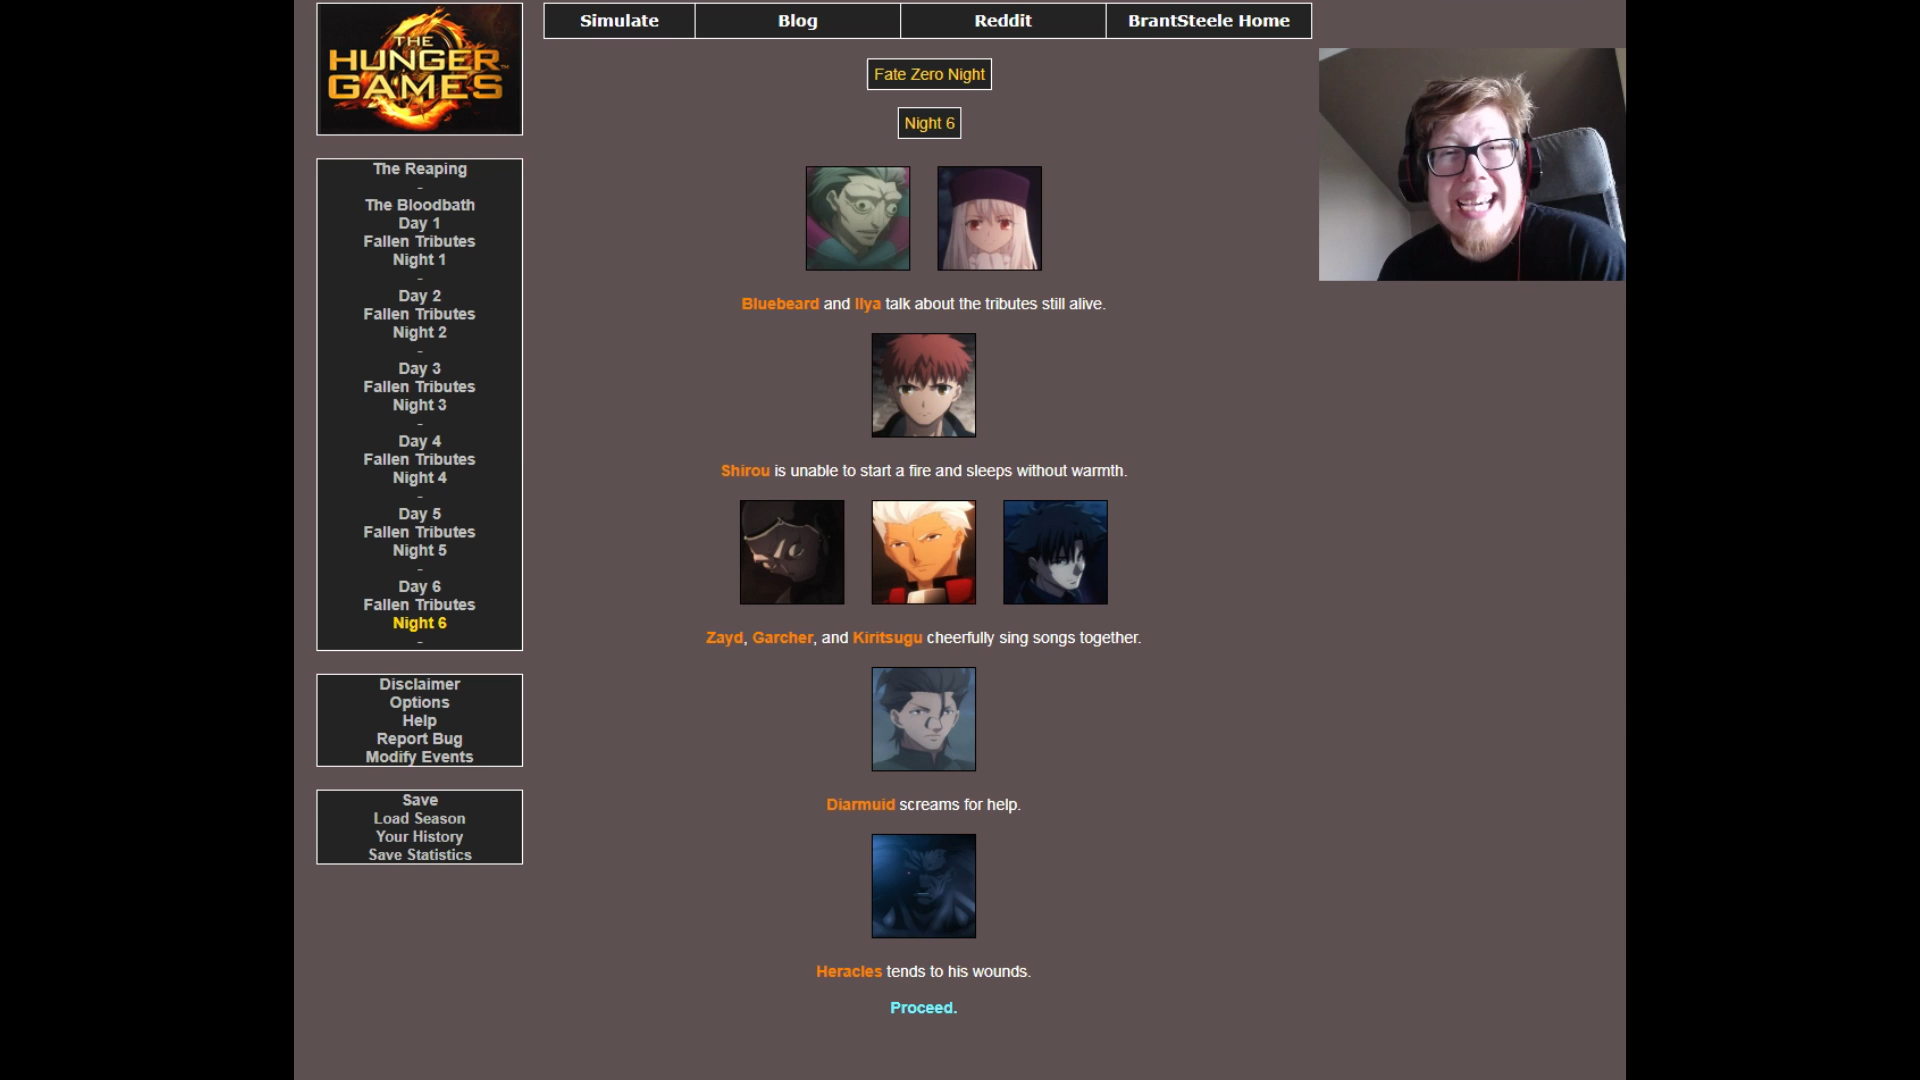 THE
HUNGER
GAMES
Simulate
Blog
Reddit
BrantSteele Home
Fate Zero Night
Night 6
The Reaping
-
The Bloodbath
Day 1
Fallen Tributes
Night 1
-
Day 2
Fallen Tributes
Night 2
-
Day 3
Fallen Tributes
Night 3
-
Day 4
Fallen Tributes
Night 4
-
Day 5
Fallen Tributes
Night 5
-
Day 6
Fallen Tributes
Night 6
-
Disclaimer
Options
Help
Report Bug
Modify Events
Save
Load Season
Your History
Save Statistics
Bluebeard and Ilya talk about the tributes still alive.
Shirou is unable to start a fire and sleeps without warmth.
Zayd, Garcher, and Kiritsugu cheerfully sing songs together.
Diarmuid screams for help.
Heracles tends to his wounds.
Proceed.